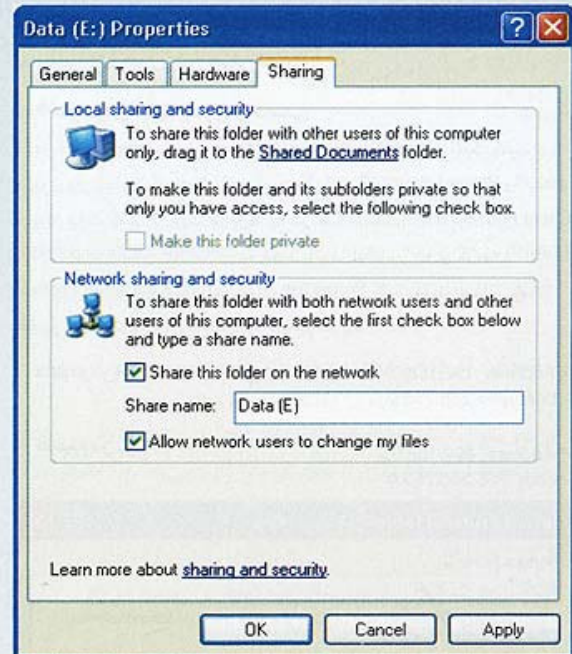 Data (E:) Properties
General Tools Hardware Sharing
Local sharing and security
To share this folder with other users of this computer
only, drag it to the Shared Documents folder.
To make this folder and its subfolders private so that
only you have access, select the following check box.
Make this folder private
Network sharing and security
To share this folder with both network users and other
users of this computer, select the first check box below
and type a share name.
Share this folder on the network
Share name: Data (E)
Allow network users to change my files
Learn more about sharing and security.
OK Cancel Apply